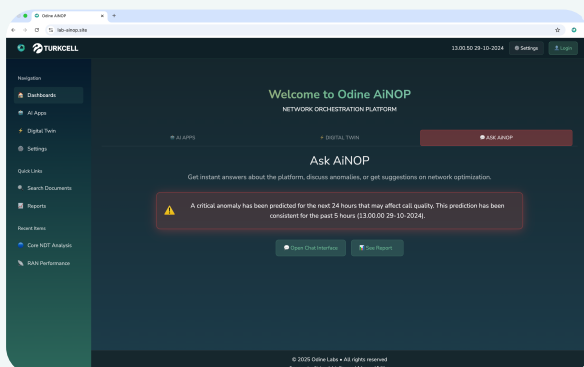 Odine AiNOP
lab-ainop.site
TURKCELL
13.00.50 29-10-2024
Settings
Login
Navigation
Dashboards
AI Apps
Digital Twin
Settings
Quick Links
Search Documents
Reports
Recent Items
Core NDT Analysis
RAN Performance
Welcome to Odine AiNOP
NETWORK ORCHESTRATION PLATFORM
AI APPS
DIGITAL TWIN
ASK AiNOP
Ask AiNOP
Get instant answers about the platform, discuss anomalies, or get suggestions on network optimization.
A critical anomaly has been predicted for the next 24 hours that may affect call quality. This prediction has been
consistent for the past 5 hours (13.00.00 29-10-2024).
Open Chat Interface
See Report
© 2025 Odine Labs • All rights reserved